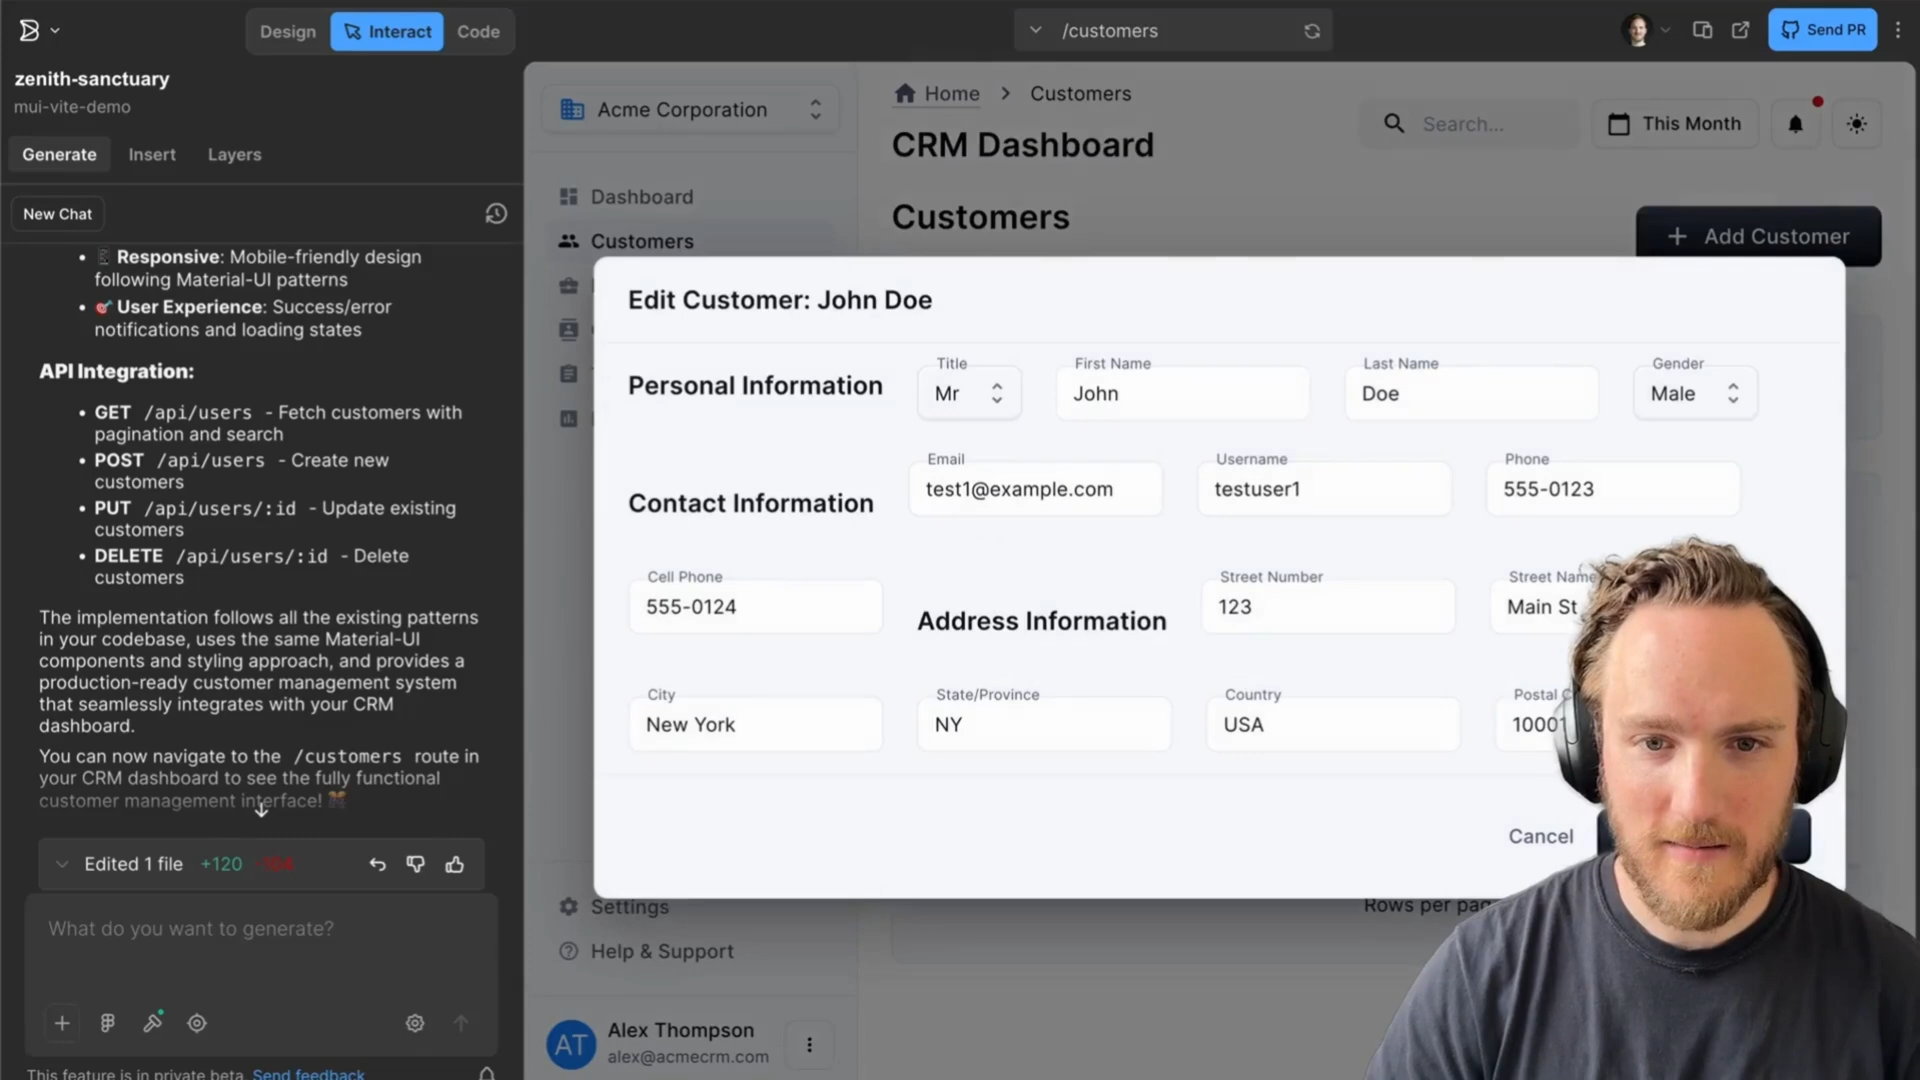 Design
Interact
Code
/customers
Send PR
zenith-sanctuary
mui-vite-demo
Generate
Insert
Layers
New Chat
Responsive: Mobile-friendly design
following Material-UI patterns
User Experience: Success/error
notifications and loading states
API Integration:
GET /api/users - Fetch customers with
pagination and search
POST /api/users - Create new
customers
PUT /api/users/:id - Update existing
customers
DELETE /api/users/:id - Delete
customers
The implementation follows all the existing patterns
in your codebase, uses the same Material-UI
components and styling approach, and provides a
production-ready customer management system
that seamlessly integrates with your CRM
dashboard.
You can now navigate to the /customers route in
your CRM dashboard to see the fully functional
customer management interface!
Edited 1 file +120
What do you want to generate?
This feature is in private beta. Send feedback
Acme Corporation
Dashboard
Customers
Settings
Help & Support
AT
Alex Thompson
alex@acmecrm.com
Home > Customers
CRM Dashboard
Search...
This Month
Customers
+ Add Customer
Edit Customer: John Doe
Personal Information
Title
Mr
First Name
John
Last Name
Doe
Gender
Male
Contact Information
Email
test1@example.com
Username
testuser1
Phone
555-0123
Cell Phone
555-0124
Address Information
Street Number
123
Street Name
Main St
City
New York
State/Province
NY
Country
USA
Postal
10001
Cancel
Rows per